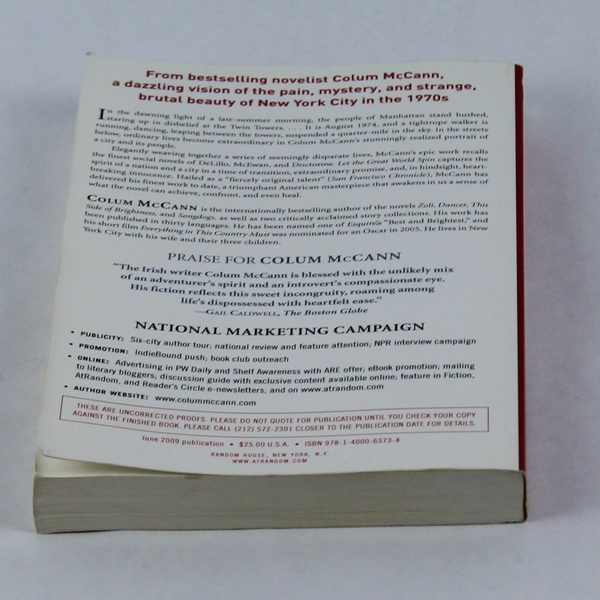 From bestselling novelist Colum McCann,
a dazzling vision of the pain, mystery, and strange,
brutal beauty of New York City in the 1970s
In the dawning light of a late-summer morning, the people of Manhattan stand hushed,
staring up in disbelief at the Twin Towers. . . . It is August 1974, and a tightrope walker is
running, dancing, leaping between the towers, suspended a quarter-mile in the sky. In the streets
below, ordinary lives become extraordinary in Colum McCann's stunningly realized portrait of
a city and its people.
Elegantly weaving together a series of seemingly disparate lives, McCann's epic work recalls
the finest social novels of DeLillo, McEwan, and Doctorow. Let the Great World Spin captures the
spirit of a nation and a city in a time of transition, extraordinary promise, and, in hindsight, heart-
breaking innocence. Hailed as a "fiercely original talent" (San Francisco Chronicle), McCann has
delivered his finest work to date, a triumphant American masterpiece that awakens in us a sense of
what the novel can achieve, confront, and even heal.
COLUM MCCANN is the international bestselling author of the novels Zoli, Dancer, This
Side of Brightness, and Songdogs, as well as two critically acclaimed story collections. His work has
been published in thirty languages. He has been named one of Esquire's "Best and Brightest," and
his short film Everything in This Country Must was nominated for an Oscar in 2005. He lives in New
York City with his wife and their three children.
PRAISE FOR COLUM MCCANN
"The Irish writer Colum McCann is blessed with the unlikely mix
of an adventurer's spirit and an introvert's compassionate eye.
His fiction reflects this sweet incongruity, roaming among
life's dispossessed with heartfelt ease."
—GAIL CALDWELL, The Boston Globe
NATIONAL MARKETING CAMPAIGN
• PUBLICITY: Six-city author tour; national review and feature attention; NPR interview campaign
• PROMOTION: IndieBound push; book club outreach
• ONLINE: Advertising in PW Daily and Shelf Awareness with ARE offer, eBook promotion; mailing
to literary bloggers; discussion guide with exclusive content available online; feature in Fiction,
AtRandom, and Reader's Circle e-newsletters, and on www.atrandom.com
• AUTHOR WEBSITE: www.colummccann.com
THESE ARE UNCORRECTED PROOFS. PLEASE DO NOT QUOTE FOR PUBLICATION UNTIL YOU CHECK YOUR COPY
AGAINST THE FINISHED BOOK. PLEASE CALL (212) 572-2301 CLOSER TO THE PUBLICATION DATE FOR DETAILS.
June 2009 publication • $25.00 U.S.A. • ISBN 978-1-4000-6373-4
RANDOM HOUSE, NEW YORK, N.Y.
WWW.ATRANDOM.COM